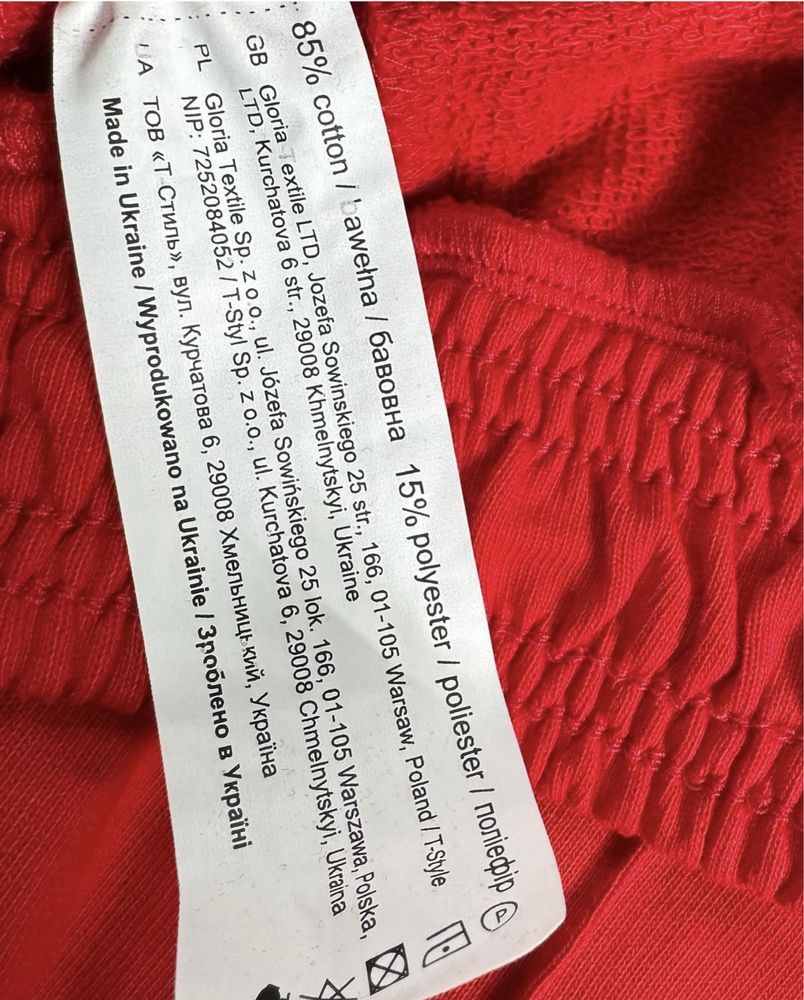 85% cotton / bawełna / бавовна 15% polyester / poliester / поліефір
GB Gloria Textile LTD, Jozefa Sowinskiego 25 str., 166, 01-105 Warsaw, Poland / T-Style
LTD, Kurchatova 6 str., 29008 Khmelnytskyi, Ukraine
PL Gloria Textile Sp. z o.o., ul. Józefa Sowińskiego 25 lok. 166, 01-105 Warszawa, Polska,
NIP: 7252084052 / T-Styl Sp. z o.o., ul. Kurchatova 6, 29008 Chmelnytskyi, Ukraina
UA ТОВ «Т-Стиль», вул. Курчатова 6, 29008 Хмельницький, Україна
Made in Ukraine / Wyprodukowano na Ukrainie / Зроблено в Україні